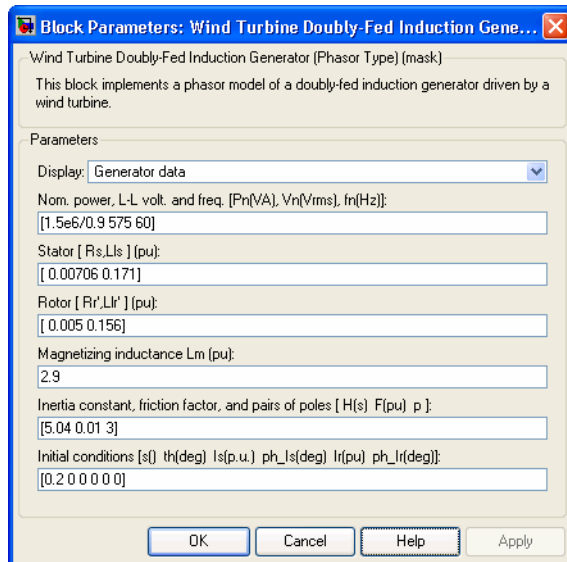 Block Parameters: Wind Turbine Doubly-Fed Induction Gene...
Wind Turbine Doubly-Fed Induction Generator (Phasor Type) (mask)
This block implements a phasor model of a doubly-fed induction generator driven by a
wind turbine.
Parameters
Display: Generator data
Nom. power, L-L volt. and freq. [Pn(VA), Vn(Vrms), fn(Hz)]:
[1.5e6/0.9 575 60]
Stator [ Rs,Lls ] (pu):
[ 0.00706 0.171]
Rotor [ Rr',Llr' ] (pu):
[ 0.005 0.156]
Magnetizing inductance Lm (pu):
2.9
Inertia constant, friction factor, and pairs of poles [ H(s) F(pu) p ]:
[5.04 0.01 3]
Initial conditions [s() th(deg) Is(p.u.) ph_Is(deg) Ir(pu) ph_Ir(deg)]:
[0.2 0 0 0 0 0]
OK Cancel Help Apply